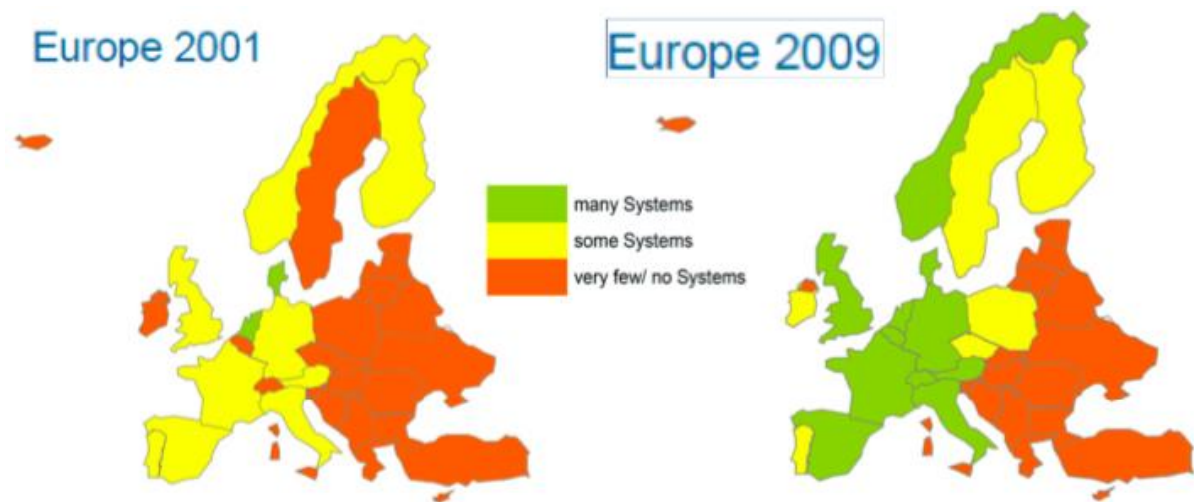 Europe 2001
Europe 2009
many Systems
some Systems
very few/ no Systems